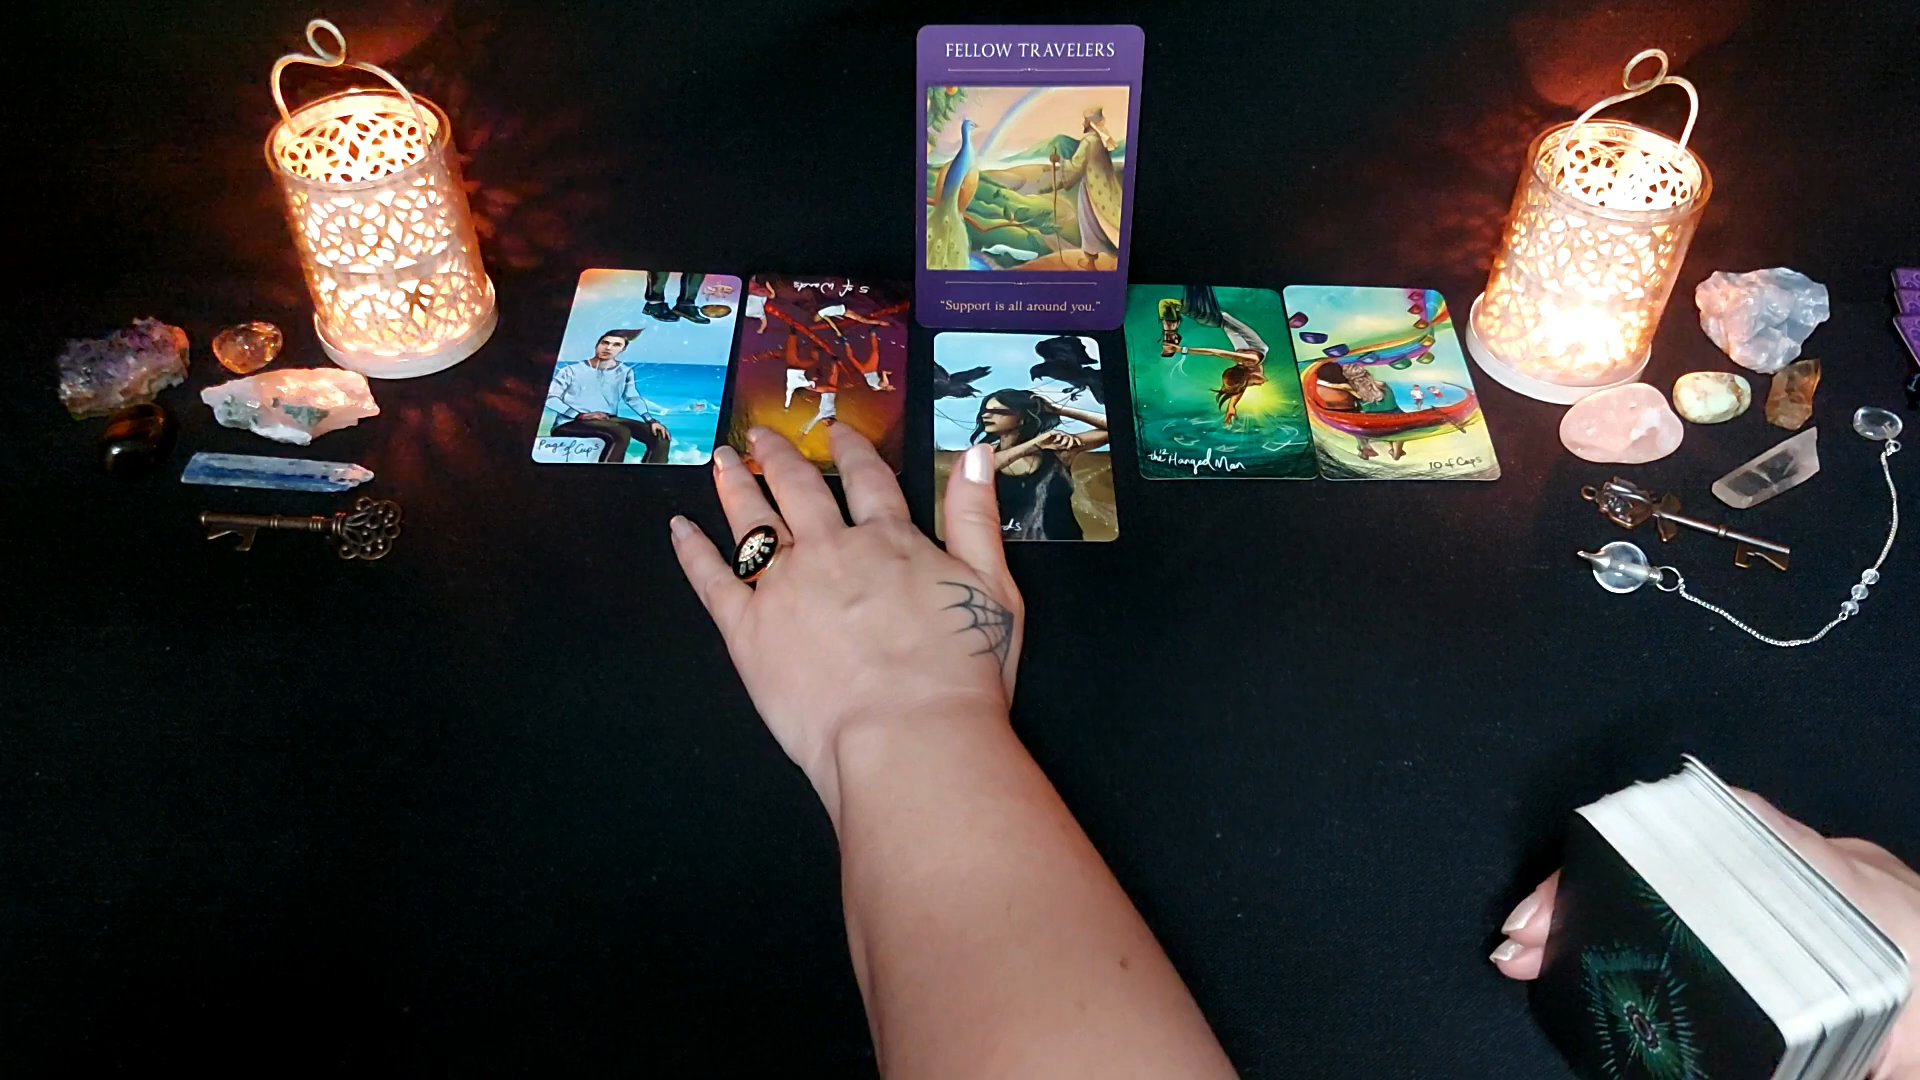 FELLOW TRAVELERS
"Support is all around you."
Page of Cups
5 of Wands
the 12 Hanged Man
10 of Cups